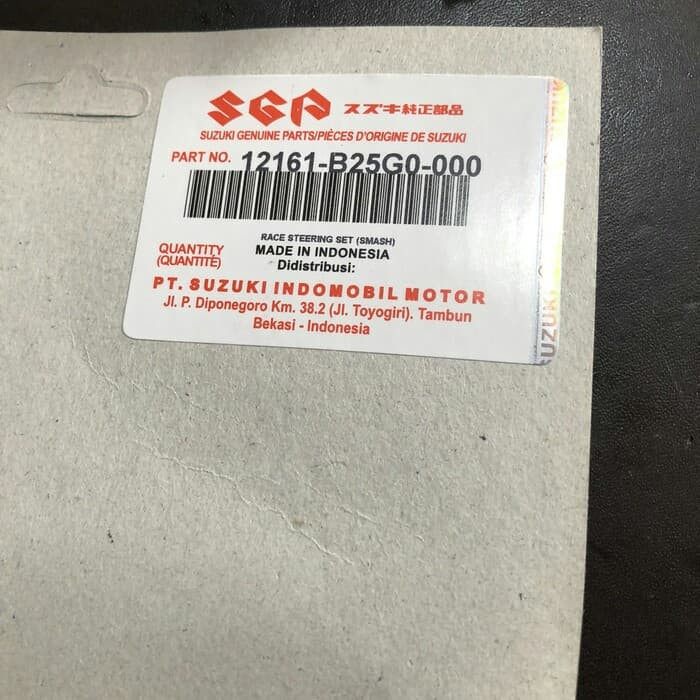 SGP スズキ純正部品
SUZUKI GENUINE PARTS/PIÈCES D'ORIGINE DE SUZUKI
PART NO. 12161-B25G0-000
RACE STEERING SET (SMASH)
QUANTITY MADE IN INDONESIA
(QUANTITÉ) Didistribusi:
PT. SUZUKI INDOMOBIL MOTOR
Jl. P. Diponegoro Km. 38.2 (Jl. Toyogiri). Tambun
Bekasi - Indonesia
SUZUKI